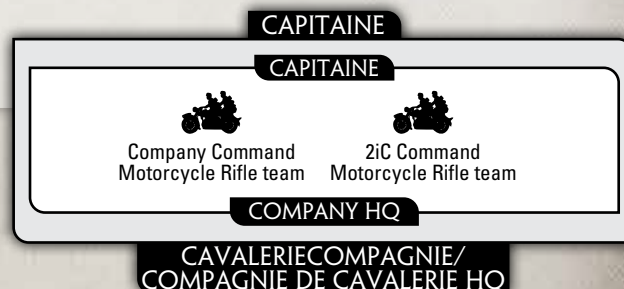 CAPITAINE
CAPITAINE
Company Command
Motorcycle Rifle team
2iC Command
Motorcycle Rifle team
COMPANY HQ
CAVALERIECOMPAGNIE/
COMPAGNIE DE CAVALERIE HQ